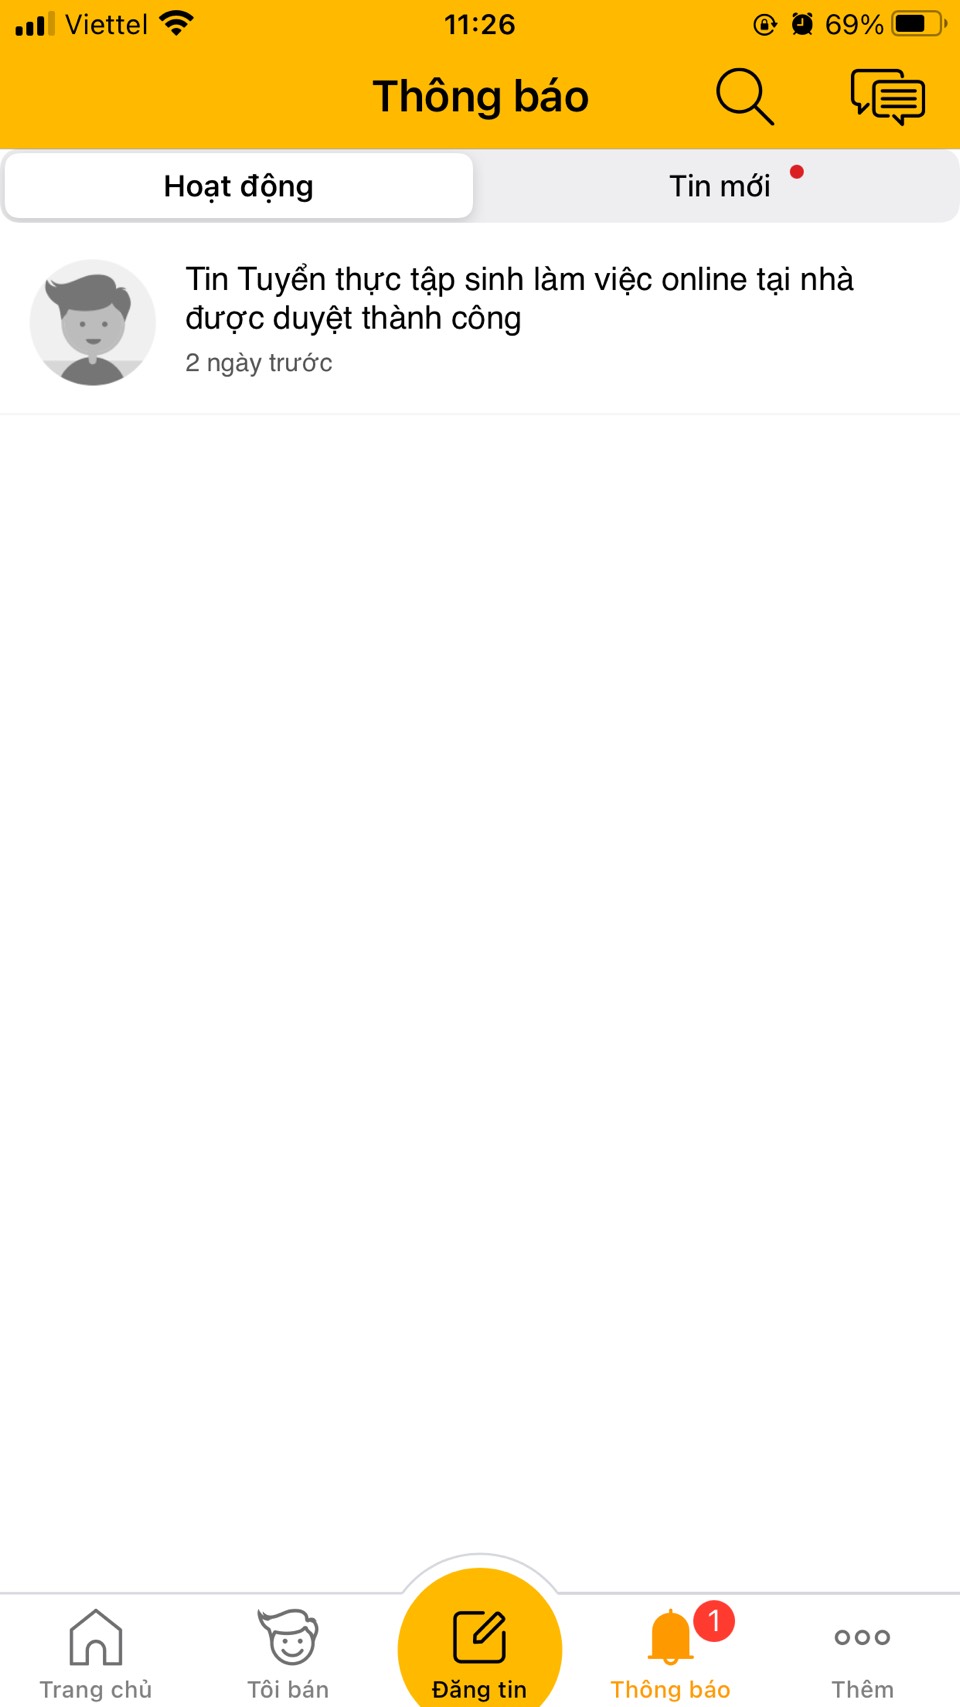 Viettel 11:26 69%
Thông báo
Hoạt động Tin mới
Tin Tuyển thực tập sinh làm việc online tại nhà
được duyệt thành công
2 ngày trước
1
Trang chủ Tôi bán Đăng tin Thông báo Thêm